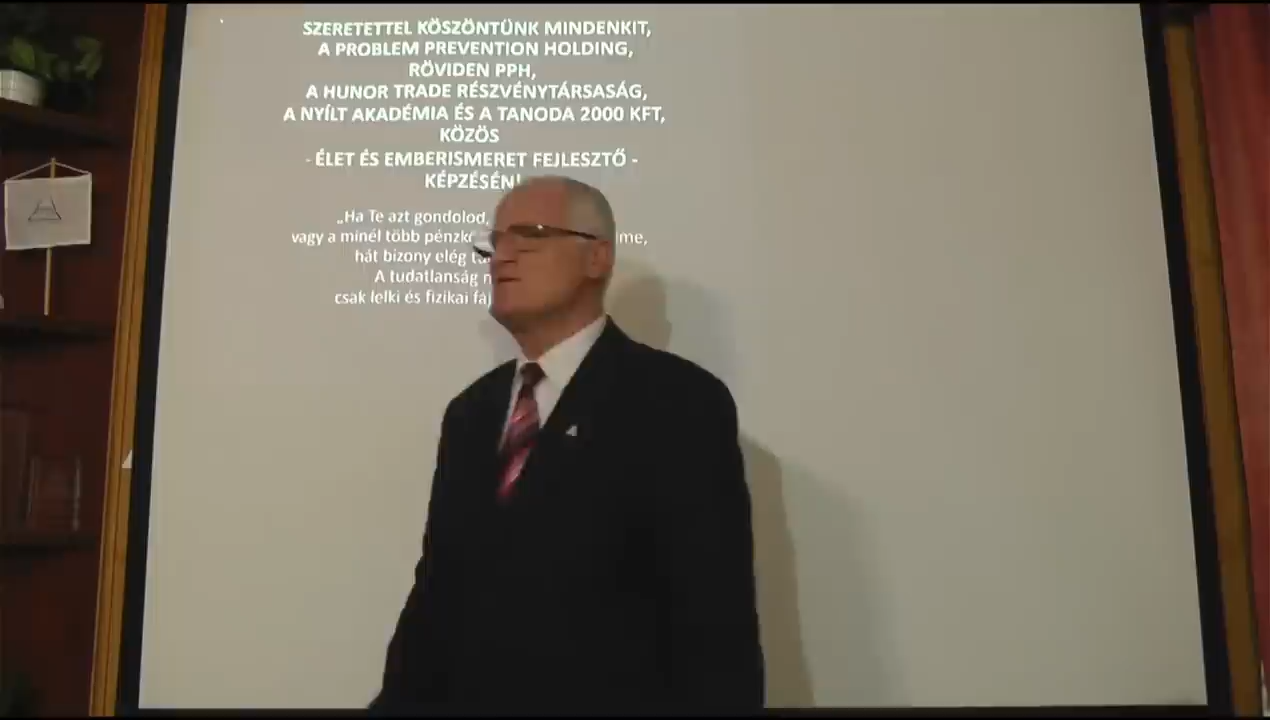 SZERETETTEL KÖSZÖNTÜNK MINDENKIT,
A PROBLEM PREVENTION HOLDING,
RÖVIDEN PPH,
A HUNOR TRADE RÉSZVÉNYTÁRSASÁG,
A NYÍLT AKADÉMIA ÉS A TANODA 2000 KFT,
KÖZÖS
- ÉLET ÉS EMBERISMERET FEJLESZTŐ -
KÉPZÉSÉN!
„Ha Te azt gondolod,
vagy a minél több
hát bizony elég
A tudatlanság
csak lelki és fizikai